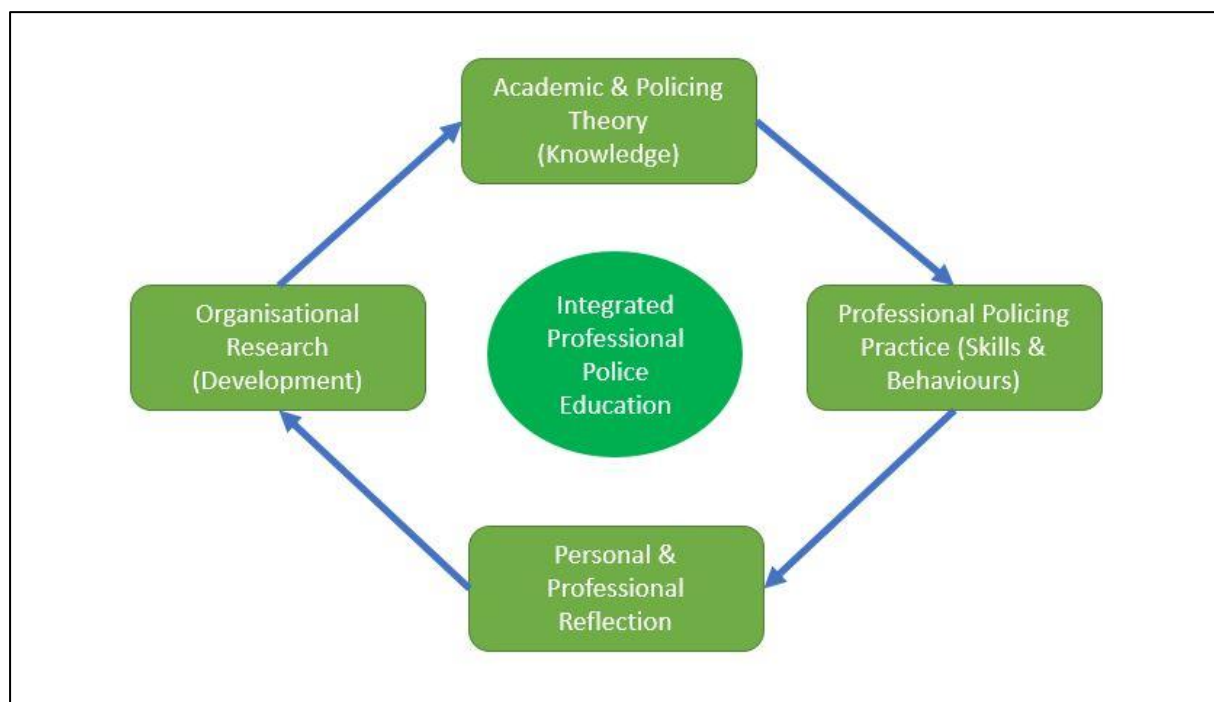 Academic & Policing
Theory
(Knowledge)
Organisational
Research
(Development)
Integrated
Professional
Police
Education
Professional Policing
Practice (Skills &
Behaviours)
Personal &
Professional
Reflection